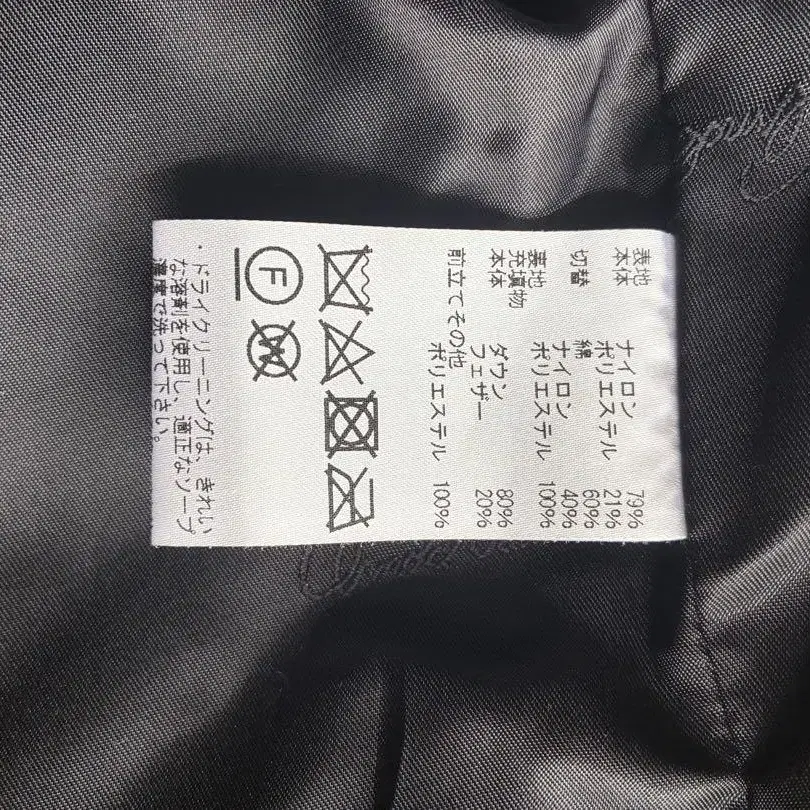 表地
本体 ナイロン 79%
ポリエステル 21%
切替 綿 60%
ナイロン 40%
裏地 ポリエステル 100%
充填物
本体 ダウン 80%
フェザー 20%
前立てその他
ポリエステル 100%
F W
・ドライクリーニングは、きれい
な溶剤を使用し、適正なソープ
濃度で洗って下さい。